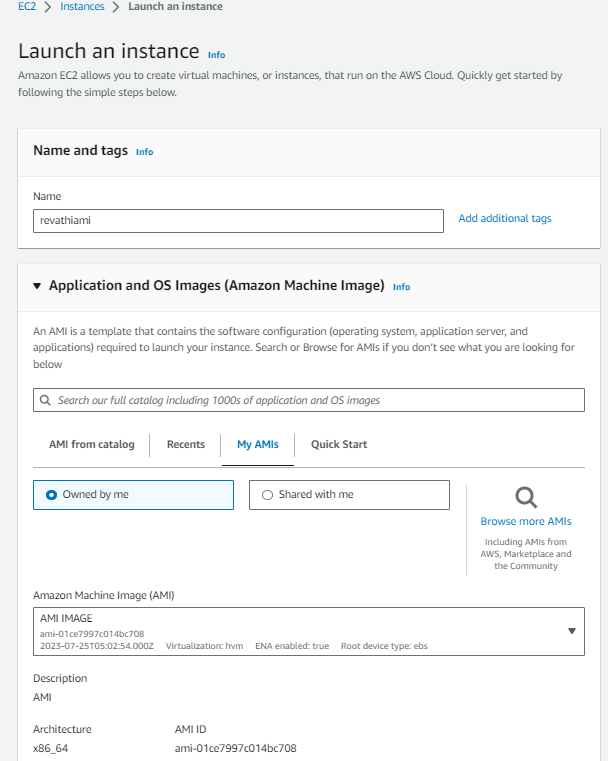 EC2 > Instances > Launch an instance
Launch an instance Info
Amazon EC2 allows you to create virtual machines, or instances, that run on the AWS Cloud. Quickly get started by
following the simple steps below.
Name and tags Info
Name
revathiami
Add additional tags
Application and OS Images (Amazon Machine Image) Info
An AMI is a template that contains the software configuration (operating system, application server, and
applications) required to launch your instance. Search or Browse for AMIs if you don't see what you are looking for
below
Search our full catalog including 1000s of application and OS images
AMI from catalog Recents My AMIs Quick Start
Owned by me
Shared with me
Browse more AMIs
Including AMIs from
AWS, Marketplace and
the Community
Amazon Machine Image (AMI)
AMI IMAGE
ami-01ce7997c014bc708
2023-07-25T05:02:54.000Z Virtualization: hvm ENA enabled: true Root device type: ebs
Description
AMI
Architecture AMI ID
x86_64 ami-01ce7997c014bc708